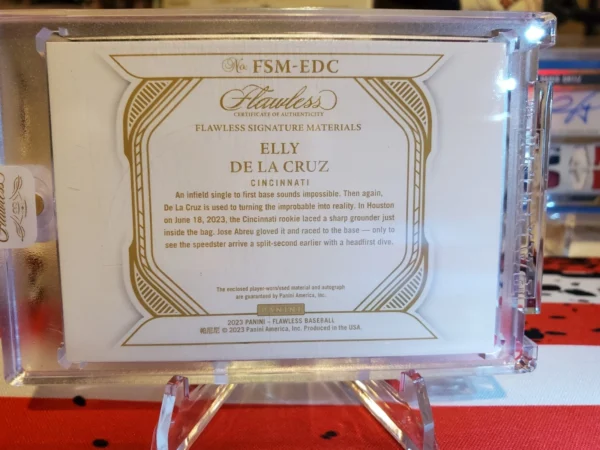 No. FSM-EDC
Flawless
CERTIFICATE OF AUTHENTICITY
FLAWLESS SIGNATURE MATERIALS
ELLY
DE LA CRUZ
CINCINNATI
An infield single to first base sounds impossible. Then again,
De La Cruz is used to turning the improbable into reality. In Houston
on June 18, 2023, the Cincinnati rookie laced a sharp grounder just
inside the bag. Jose Abreu gloved it and raced to the base — only to
see the speedster arrive a split-second earlier with a headfirst dive.
The enclosed player-worn/used material and autograph
are guaranteed by Panini America, Inc.
PANINI
2023 PANINI - FLAWLESS BASEBALL
帕尼尼 © 2023 Panini America, Inc. Produced in the USA.
Flawless